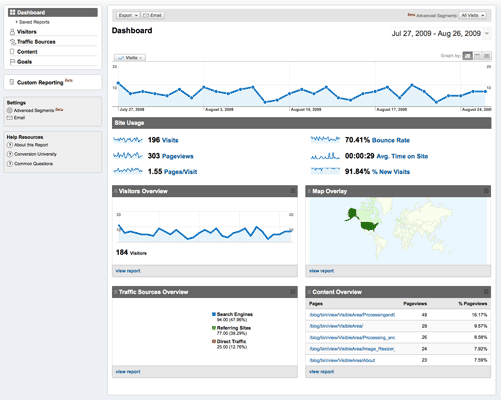 Dashboard
Saved Reports
Visitors
Traffic Sources
Content
Goals
Custom Reporting Beta
Settings
Advanced Segments Beta
Email
Help Resources
About this Report
Conversion University
Common Questions
Export Email
Beta Advanced Segments: All Visits
Dashboard
Jul 27, 2009 - Aug 26, 2009
Visits
Graph by:
20 20
10 10
July 27, 2009 August 3, 2009 August 10, 2009 August 17, 2009 August 24, 2009
Site Usage
196 Visits
70.41% Bounce Rate
303 Pageviews
00:00:29 Avg. Time on Site
1.55 Pages/Visit
91.84% % New Visits
Visitors Overview
20 20
10 10
184 Visitors
view report
Map Overlay
view report
Traffic Sources Overview
Search Engines
94.00 (47.96%)
Referring Sites
77.00 (39.29%)
Direct Traffic
25.00 (12.76%)
view report
Content Overview
Pages Pageviews % Pageviews
/blog/bin/view/VisibleArea/Processingand 49 16.17%
/blog/bin/view/VisibleArea/ 29 9.57%
/blog/bin/view/VisibleArea/Processing_and 26 8.58%
/blog/bin/view/VisibleArea/Image_Resizer 24 7.92%
/blog/bin/view/VisibleArea/About 23 7.59%
view report